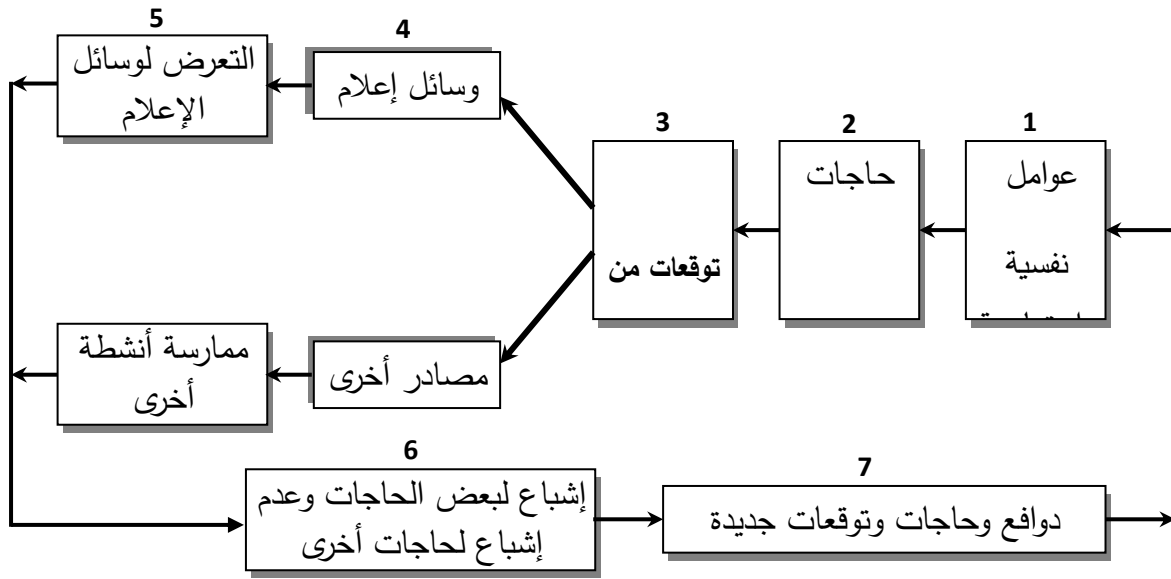 1
عوامل
نفسية
2
حاجات
3
توقعات من
4
وسائل إعلام
5
التعرض لوسائل
الإعلام
مصادر أخرى
ممارسة أنشطة
أخرى
6
إشباع لبعض الحاجات وعدم
إشباع لحاجات أخرى
7
دوافع وحاجات وتوقعات جديدة